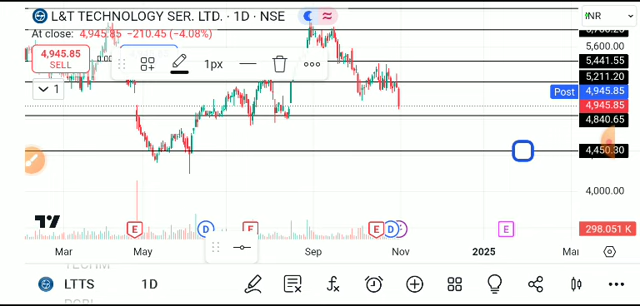 L&T TECHNOLOGY SER. LTD. · 1D · NSE
INR
At close: 4,945.85 -210.45 (-4.08%)
4,945.85
SELL
1px
1
5,600.00
5,441.55
5,211.20
Post 4,945.85
4,945.85
4,840.65
4,450.30
4,000.00
298.051 K
E D E E D E
Mar May Sep Nov 2025 Mar
LTTS 1D